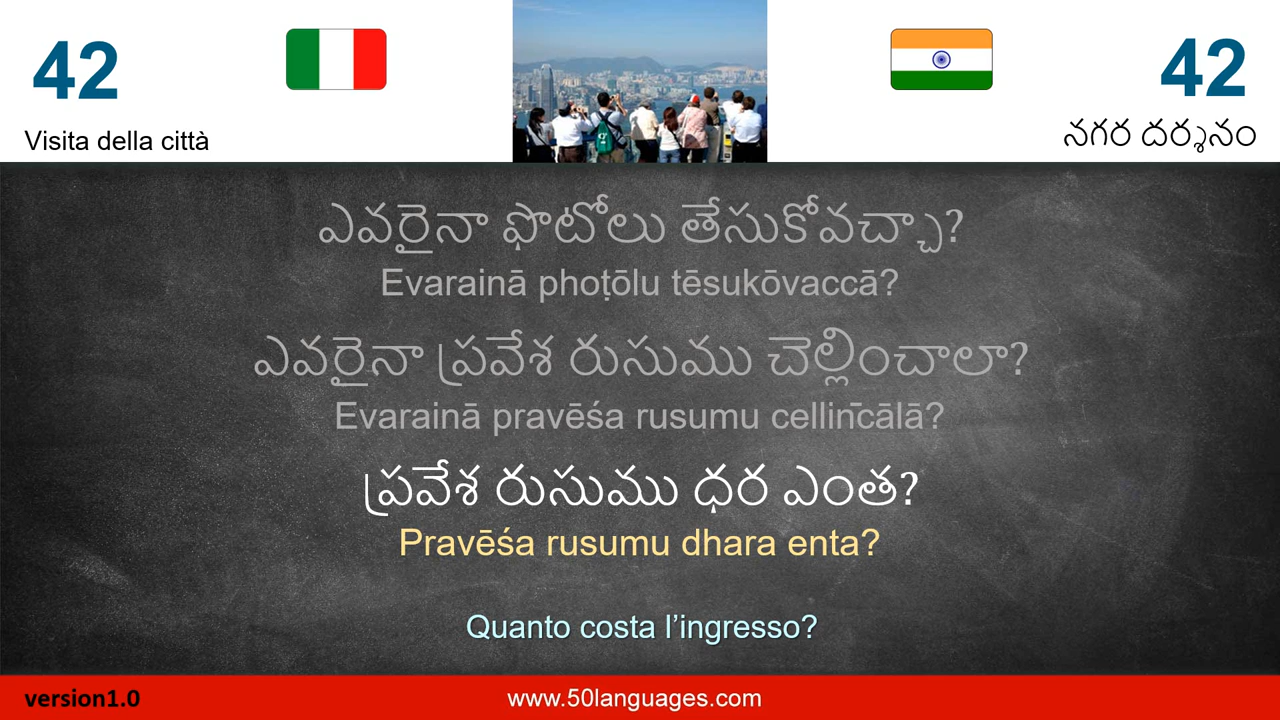 42
42
Visita della città
నగర దర్శనం
ఎవరైనా ఫొటోలు తేసుకోవచ్చా?
Evarainā phoṭōlu tēsukōvaccā?
ఎవరైనా ప్రవేశ రుసుము చెల్లించాలా?
Evarainā pravēśa rusumu cellin̄cālā?
ప్రవేశ రుసుము ధర ఎంత?
Pravēśa rusumu dhara enta?
Quanto costa l’ingresso?
version1.0
www.50languages.com